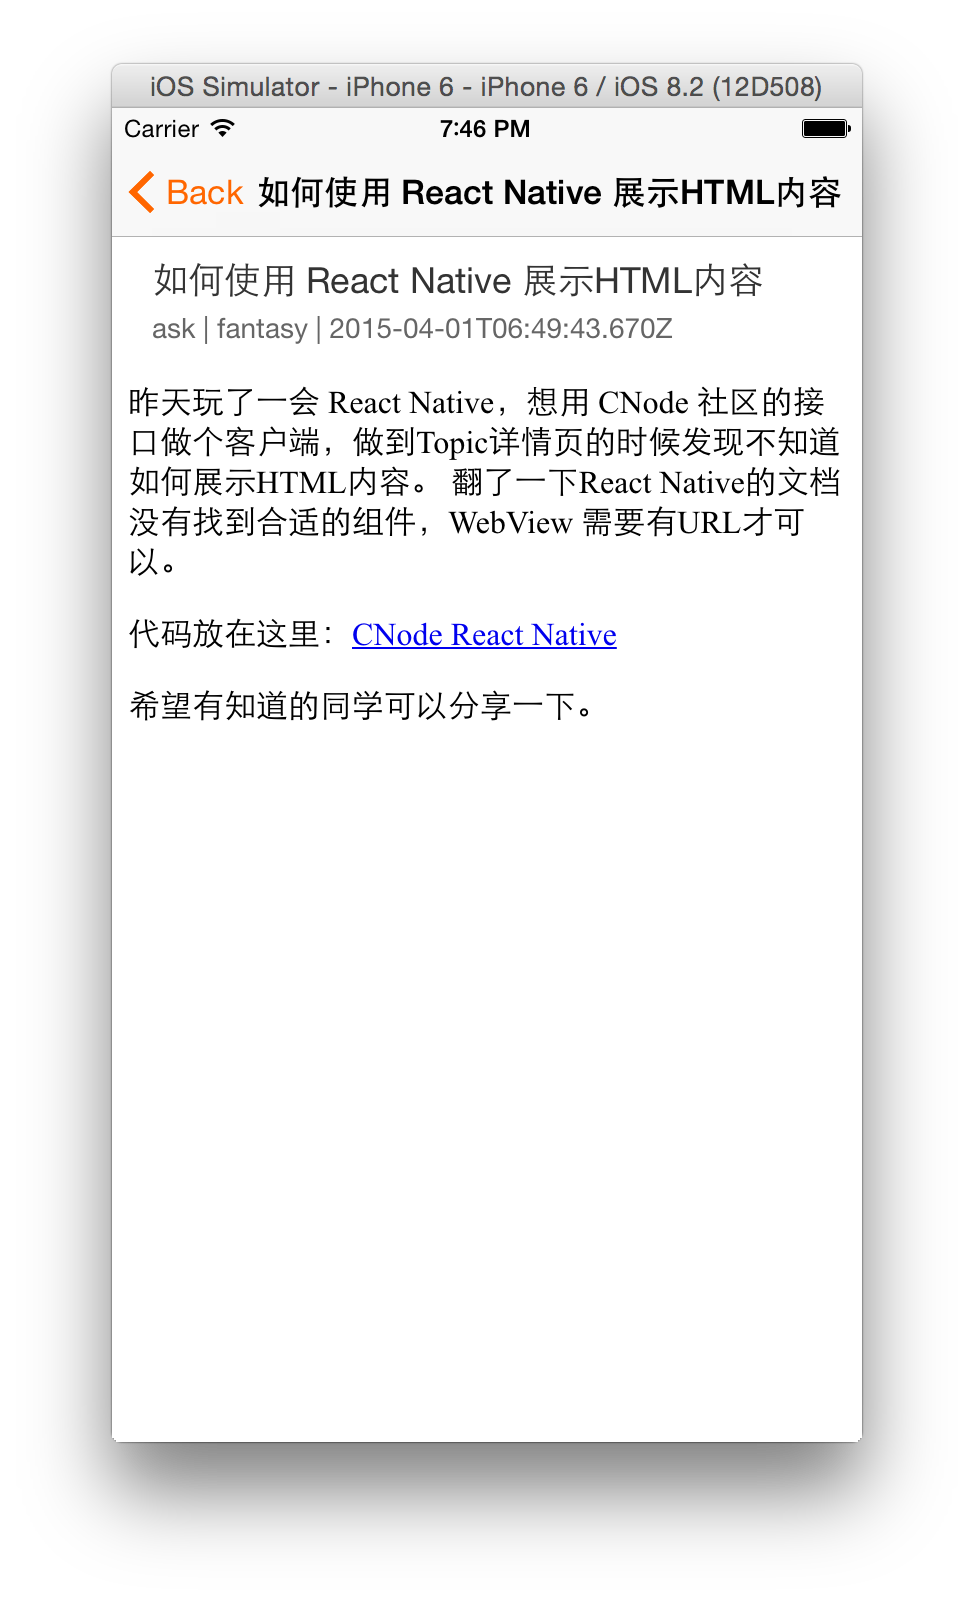 iOS Simulator - iPhone 6 - iPhone 6 / iOS 8.2 (12D508)
Carrier 7:46 PM
Back 如何使用 React Native 展示HTML内容
如何使用 React Native 展示HTML内容
ask | fantasy | 2015-04-01T06:49:43.670Z
昨天玩了一会 React Native，想用 CNode 社区的接
口做个客户端，做到Topic详情页的时候发现不知道
如何展示HTML内容。 翻了一下React Native的文档
没有找到合适的组件，WebView 需要有URL才可
以。
代码放在这里：CNode React Native
希望有知道的同学可以分享一下。